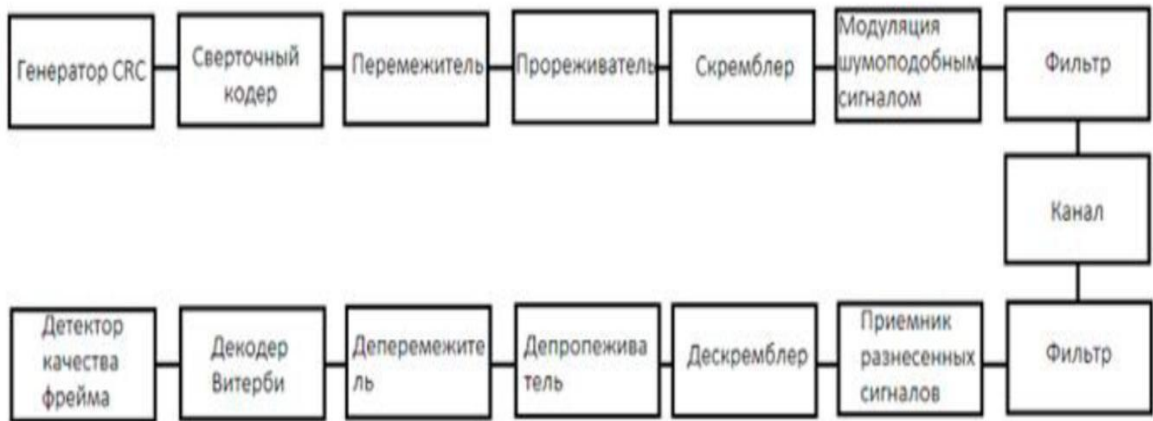 Генератор CRC
Сверточный
кодер
Перемежитель
Прореживатель
Скремблер
Модуляция
шумоподобным
сигналом
Фильтр
Канал
Детектор
качества
фрейма
Декодер
Витерби
Деперемежите
ль
Депропежива
тель
Дескремблер
Приемник
разнесенных
сигналов
Фильтр